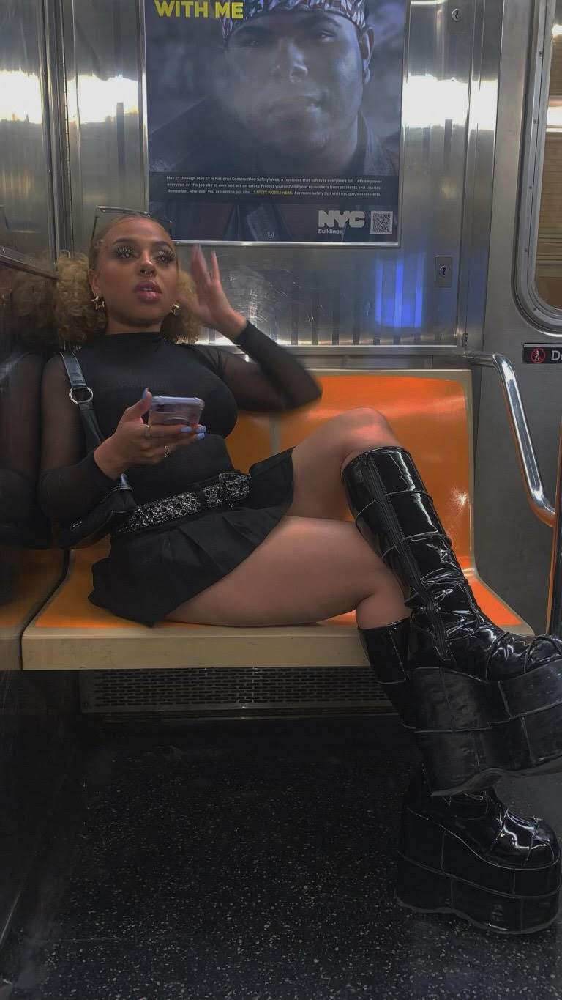 WITH ME
May 1st through May 5th is National Construction Safety Week, a reminder that safety is everyone's job. Let's empower
everyone on the job site to own and act on safety. Protect yourself and your co-workers from accidents and injuries.
Remember, wherever you are on the job site... SAFETY WORKS HERE. For more safety tips visit nyc.gov/workalerts.
NYC
Buildings